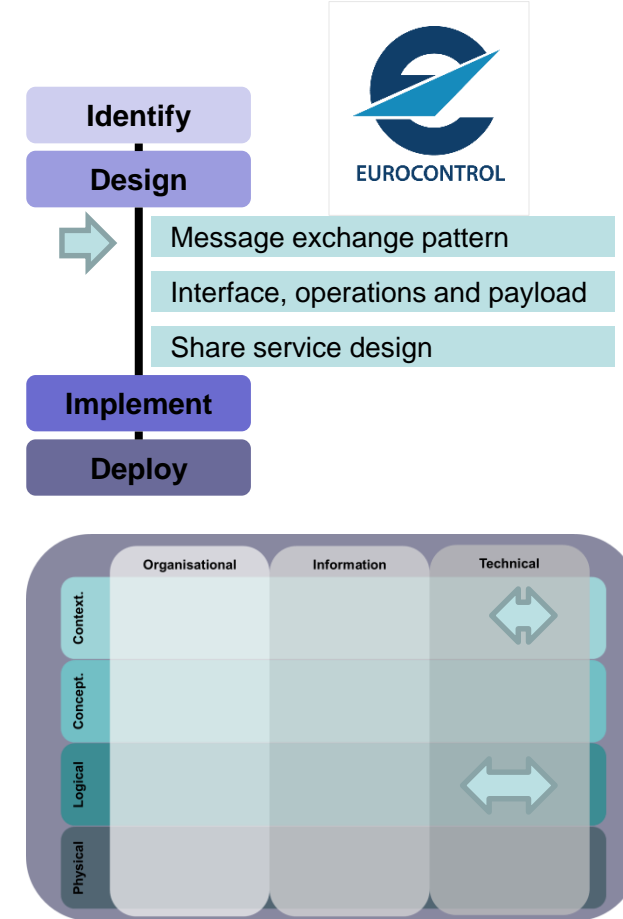 Identify
Design
EUROCONTROL
Message exchange pattern
Interface, operations and payload
Share service design
Implement
Deploy
Organisational
Information
Technical
Context.
Concept.
Logical
Physical